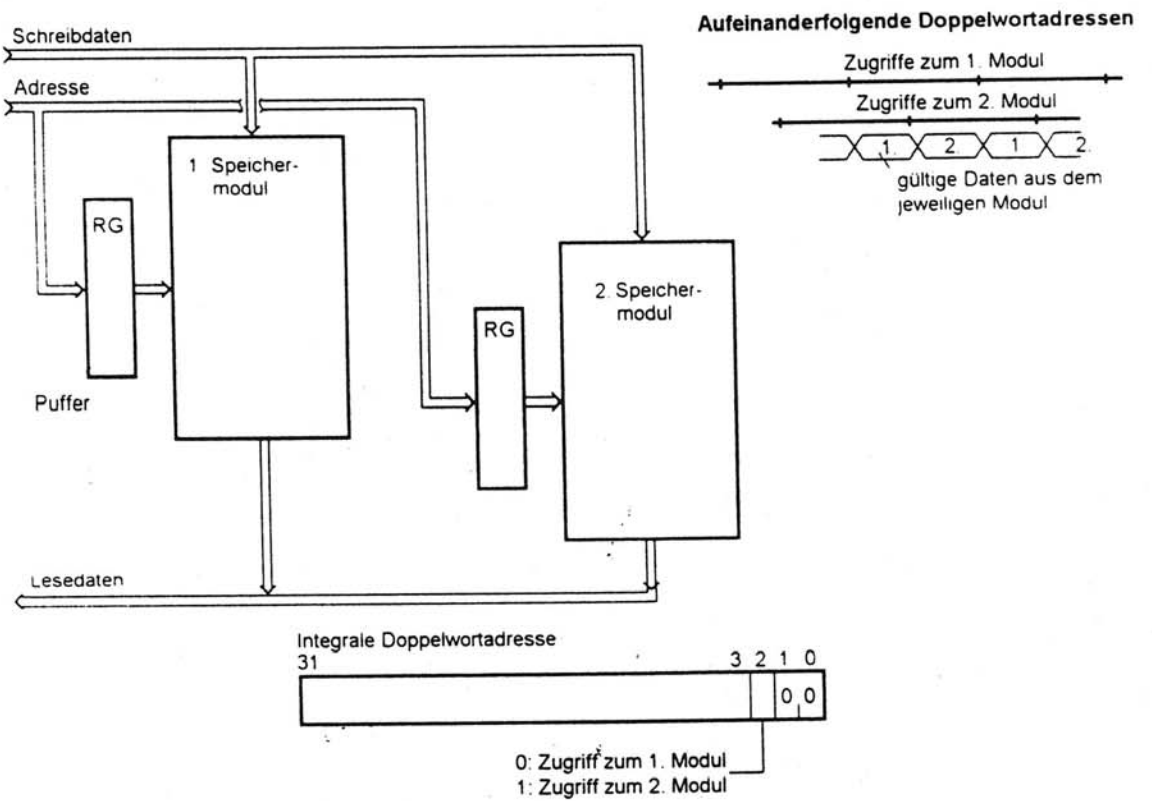 Schreibdaten
Adresse
1 Speicher-
modul
RG
Puffer
RG
2. Speicher-
modul
Lesedaten
Aufeinanderfolgende Doppelwortadressen
Zugriffe zum 1. Modul
Zugriffe zum 2. Modul
1. 2. 1 2.
gültige Daten aus dem
jeweiligen Modul
Integrale Doppelwortadresse
31 3 2 1 0
0 0
0: Zugriff zum 1. Modul
1: Zugriff zum 2. Modul